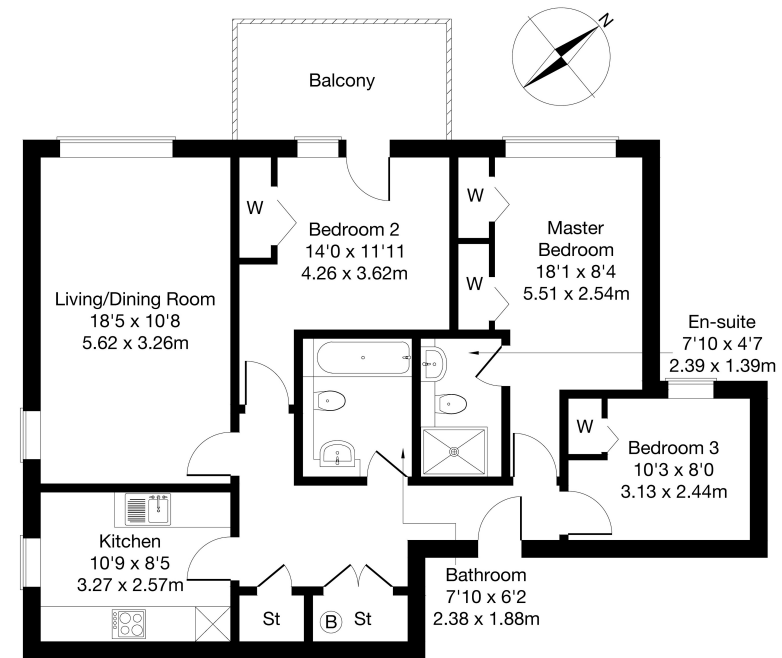 N
Balcony
W
Bedroom 2
14'0 x 11'11
4.26 x 3.62m
W
W
Master
Bedroom
18'1 x 8'4
5.51 x 2.54m
Living/Dining Room
18'5 x 10'8
5.62 x 3.26m
En-suite
7'10 x 4'7
2.39 x 1.39m
W
Bedroom 3
10'3 x 8'0
3.13 x 2.44m
Kitchen
10'9 x 8'5
3.27 x 2.57m
Bathroom
7'10 x 6'2
2.38 x 1.88m
St
B
St